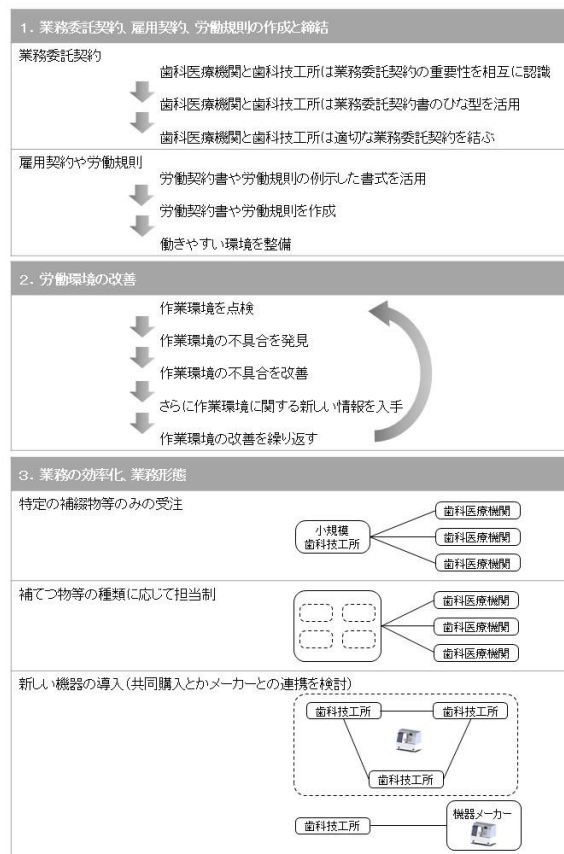 1. 業務委託契約、雇用契約、労働規則の作成と締結
業務委託契約
歯科医療機関と歯科技工所は業務委託契約の重要性を相互に認識
歯科医療機関と歯科技工所は業務委託契約書のひな型を活用
歯科医療機関と歯科技工所は適切な業務委託契約を結ぶ
雇用契約や労働規則
労働契約書や労働規則の例示した書式を活用
労働契約書や労働規則を作成
働きやすい環境を整備
2. 労働環境の改善
作業環境を点検
作業環境の不具合を発見
作業環境の不具合を改善
さらに作業環境に関する新しい情報を入手
作業環境の改善を繰り返す
3. 業務の効率化、業務形態
特定の補綴物等のみの受注
小規模
歯科技工所
歯科医療機関
歯科医療機関
歯科医療機関
補てつ物等の種類に応じて担当制
歯科医療機関
歯科医療機関
歯科医療機関
新しい機器の導入(共同購入とかメーカーとの連携を検討)
歯科技工所
歯科技工所
歯科技工所
歯科技工所
機器メーカー